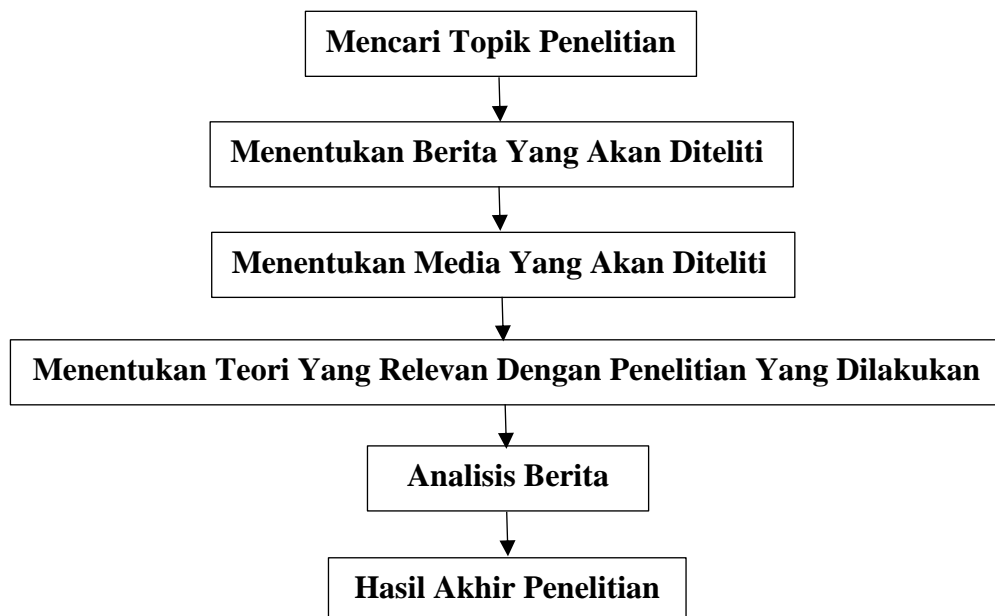 Mencari Topik Penelitian
Menentukan Berita Yang Akan Diteliti
Menentukan Media Yang Akan Diteliti
Menentukan Teori Yang Relevan Dengan Penelitian Yang Dilakukan
Analisis Berita
Hasil Akhir Penelitian